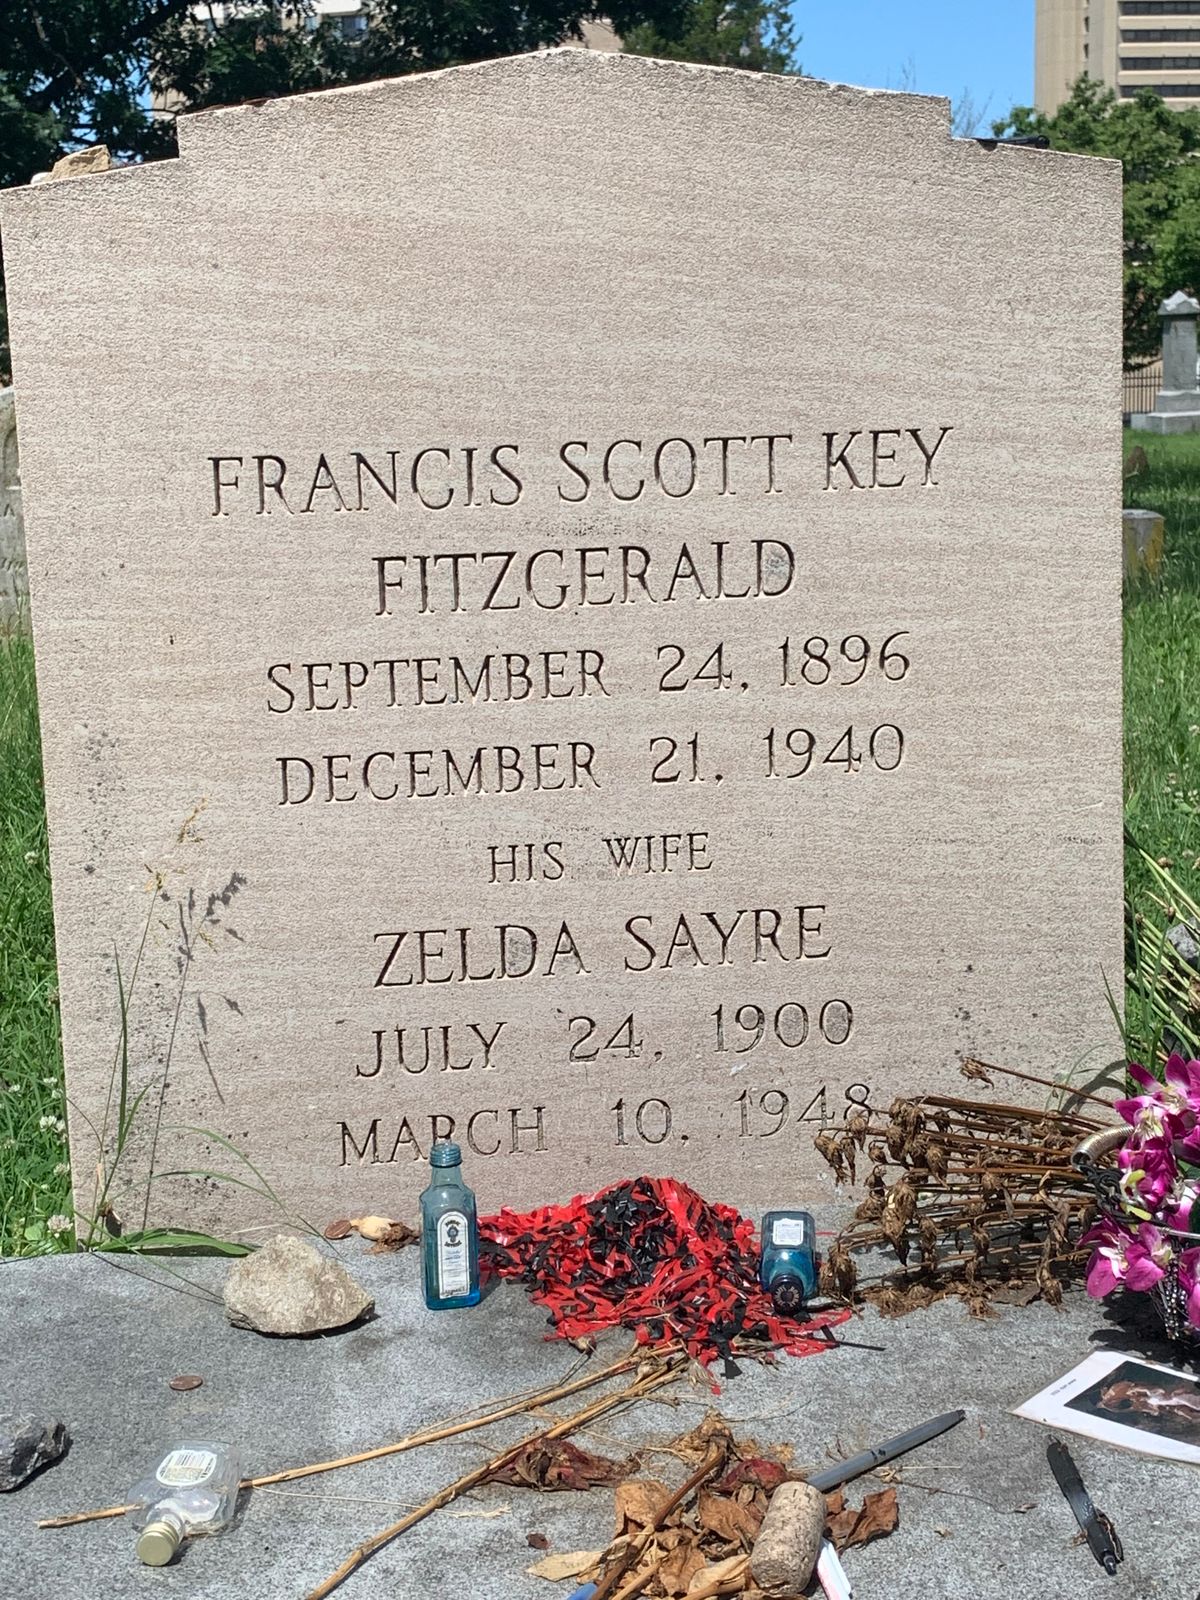 FRANCIS SCOTT KEY
FITZGERALD
SEPTEMBER 24, 1896
DECEMBER 21, 1940
HIS WIFE
ZELDA SAYRE
JULY 24, 1900
MARCH 10, 1948